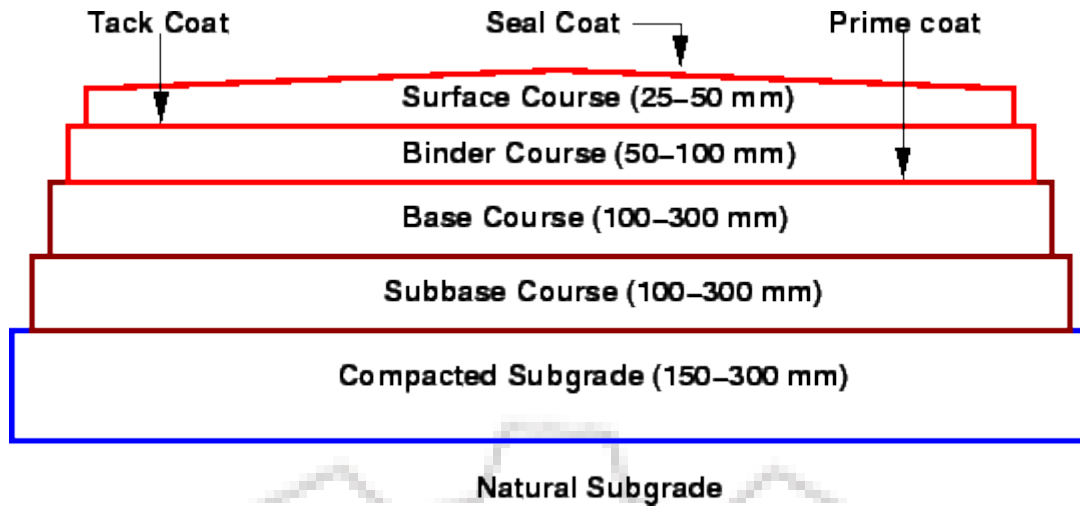 Tack Coat
Seal Coat
Prime coat
Surface Course (25–50 mm)
Binder Course (50–100 mm)
Base Course (100–300 mm)
Subbase Course (100–300 mm)
Compacted Subgrade (150–300 mm)
Natural Subgrade